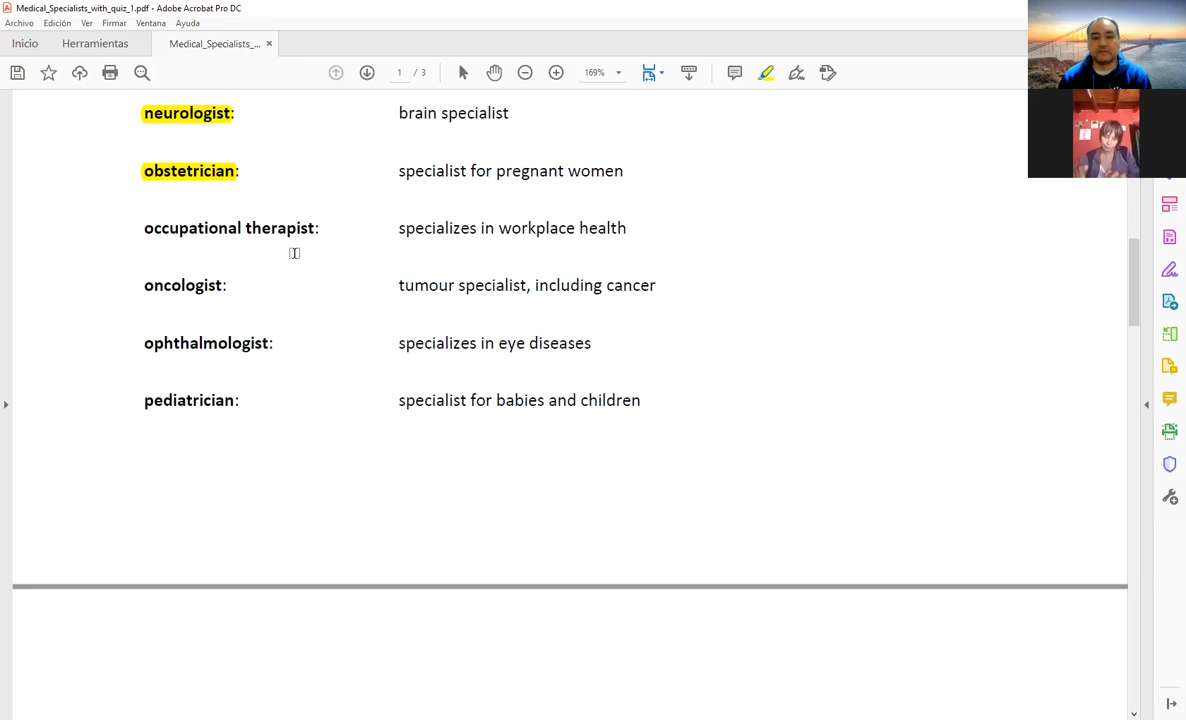 Medical_Specialists_with_quiz_1.pdf - Adobe Acrobat Pro DC
Archivo Edición Ver Firmar Ventana Ayuda
Inicio Herramientas Medical_Specialists_... ×
1 / 3 169%
neurologist: brain specialist
obstetrician: specialist for pregnant women
occupational therapist: specializes in workplace health
oncologist: tumour specialist, including cancer
ophthalmologist: specializes in eye diseases
pediatrician: specialist for babies and children